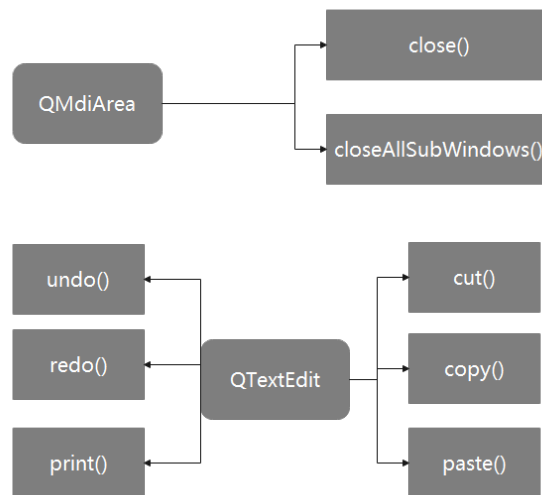 close()
QMdiArea
closeAllSubWindows()
undo()
cut()
redo()
QTextEdit
copy()
print()
paste()